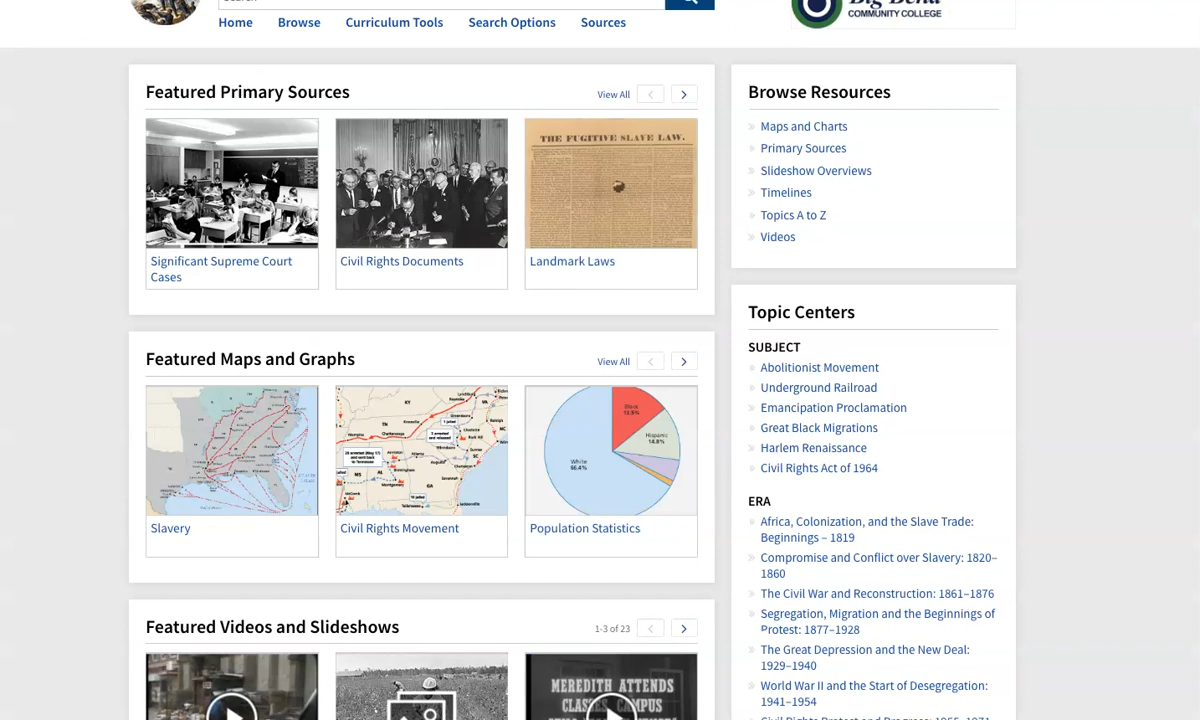 Home Browse Curriculum Tools Search Options Sources
COMMUNITY COLLEGE
Featured Primary Sources
View All
THE FUGITIVE SLAVE LAW.
Significant Supreme Court
Cases
Civil Rights Documents
Landmark Laws
Featured Maps and Graphs
View All
Black
Hispanic
14.8%
White
66.4%
Slavery
Civil Rights Movement
Population Statistics
Featured Videos and Slideshows
1-3 of 23
MEREDITH ATTENDS
Browse Resources
Maps and Charts
Primary Sources
Slideshow Overviews
Timelines
Topics A to Z
Videos
Topic Centers
SUBJECT
Abolitionist Movement
Underground Railroad
Emancipation Proclamation
Great Black Migrations
Harlem Renaissance
Civil Rights Act of 1964
ERA
Africa, Colonization, and the Slave Trade:
Beginnings – 1819
Compromise and Conflict over Slavery: 1820–
1860
The Civil War and Reconstruction: 1861–1876
Segregation, Migration and the Beginnings of
Protest: 1877–1928
The Great Depression and the New Deal:
1929–1940
World War II and the Start of Desegregation:
1941–1954